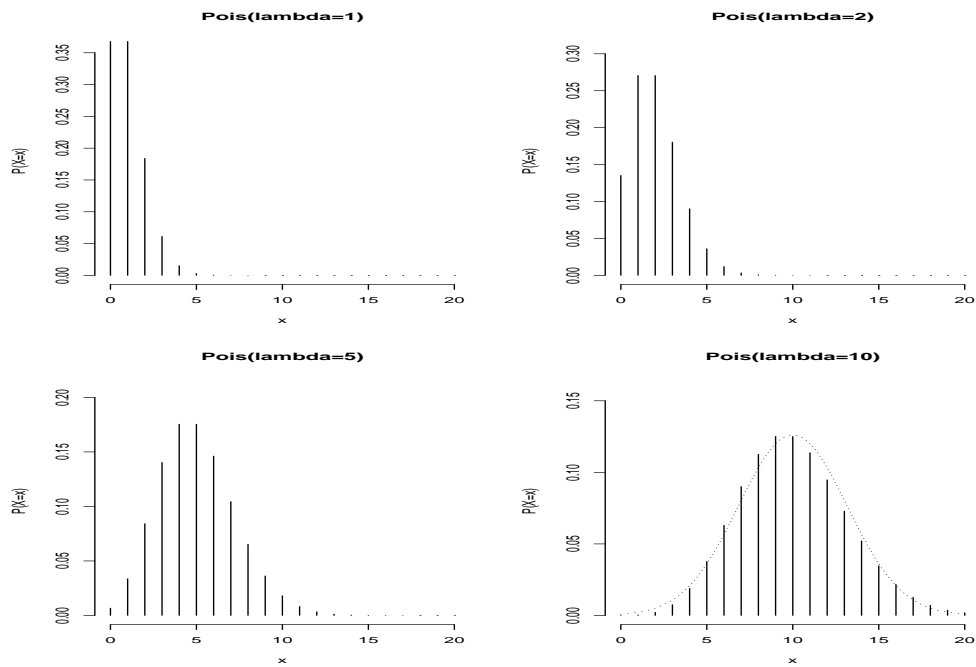 Pois(lambda=1)
P(X=x)
0.00 0.05 0.10 0.15 0.20 0.25 0.30 0.35
0 5 10 15 20
x
Pois(lambda=2)
P(X=x)
0.00 0.05 0.10 0.15 0.20 0.25 0.30
0 5 10 15 20
x
Pois(lambda=5)
P(X=x)
0.00 0.05 0.10 0.15 0.20
0 5 10 15 20
x
Pois(lambda=10)
P(X=x)
0.00 0.05 0.10 0.15
0 5 10 15 20
x